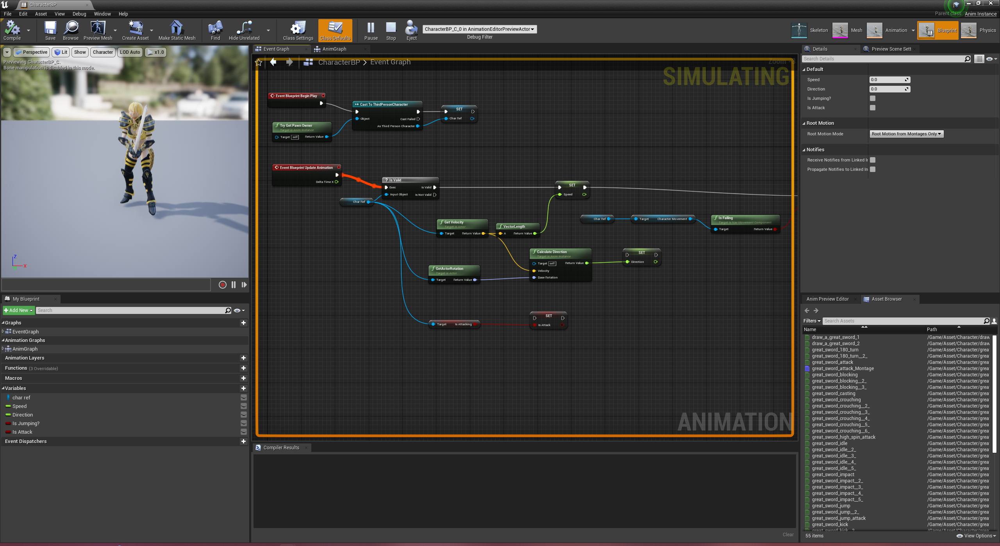 CharacterBP
File Edit Asset View Debug Window Help
Parent class: Anim Instance
Compile Save Browse Preview Mesh Create Asset Make Static Mesh Find Hide Unrelated Class Settings Class Defaults Pause Stop Eject
CharacterBP_C_0 in AnimationEditorPreviewActor
Debug Filter
Skeleton Mesh Animation Blueprint Physics
Perspective Lit Show Character LOD Auto x1.0
Previewing CharacterBP_C.
Bone manipulation is disabled in this mode.
Z
X
My Blueprint
Add New Search
Graphs
EventGraph
Animation Graphs
AnimGraph
Animation Layers
Functions (3 Overridable)
Macros
Variables
char ref
Speed
Direction
Is Jumping?
Is Attack
Event Dispatchers
Event Graph AnimGraph
CharacterBP > Event Graph
Zoom -3
SIMULATING
Event Blueprint Begin Play
Cast To ThirdPersonCharacter
Object
Cast Failed
As Third Person Character
SET
Char Ref
Try Get Pawn Owner
Target is Anim Instance
Target self Return Value
Event Blueprint Update Animation
Delta Time X
? Is Valid
Exec Is Valid
Input Object Is Not Valid
Char Ref
SET
Speed
Get Velocity
Target is Actor
Target Return Value
VectorLength
A Return Value
Char Ref
Target Character Movement
Is Falling
Target is Nav Movement Component
Target Return Value
Calculate Direction
Target is Anim Instance
Target self Return Value
Velocity
Base Rotation
SET
Direction
GetActorRotation
Target is Actor
Target Return Value
Target Is Attacking
SET
Is Attack
ANIMATION
Compiler Results
Clear
Details Preview Scene Sett
Search Details
Default
Speed 0.0
Direction 0.0
Is Jumping?
Is Attack
Root Motion
Root Motion Mode Root Motion from Montages Only
Notifies
Receive Notifies from Linked In
Propagate Notifies to Linked In
Anim Preview Editor Asset Browser
Filters Search Assets
Name Path
draw_a_great_sword_1 /Game/Asset/Character/draw
draw_a_great_sword_2 /Game/Asset/Character/draw
great_sword_180_turn /Game/Asset/Character/grea
great_sword_180_turn__2_ /Game/Asset/Character/grea
great_sword_attack /Game/Asset/Character/grea
great_sword_attack_Montage /Game/Asset/Character/grea
great_sword_blocking /Game/Asset/Character/grea
great_sword_blocking__2_ /Game/Asset/Character/grea
great_sword_blocking__3_ /Game/Asset/Character/grea
great_sword_casting /Game/Asset/Character/grea
great_sword_crouching /Game/Asset/Character/grea
great_sword_crouching__2_ /Game/Asset/Character/grea
great_sword_crouching__3_ /Game/Asset/Character/grea
great_sword_crouching__4_ /Game/Asset/Character/grea
great_sword_crouching__5_ /Game/Asset/Character/grea
great_sword_crouching__6_ /Game/Asset/Character/grea
great_sword_high_spin_attack /Game/Asset/Character/grea
great_sword_idle /Game/Asset/Character/grea
great_sword_idle__2_ /Game/Asset/Character/grea
great_sword_idle__3_ /Game/Asset/Character/grea
great_sword_idle__4_ /Game/Asset/Character/grea
great_sword_idle__5_ /Game/Asset/Character/grea
great_sword_impact /Game/Asset/Character/grea
great_sword_impact__2_ /Game/Asset/Character/grea
great_sword_impact__3_ /Game/Asset/Character/grea
great_sword_impact__4_ /Game/Asset/Character/grea
great_sword_impact__5_ /Game/Asset/Character/grea
great_sword_jump /Game/Asset/Character/grea
great_sword_jump__2_ /Game/Asset/Character/grea
great_sword_jump_attack /Game/Asset/Character/grea
great_sword_kick /Game/Asset/Character/grea
55 items View Options